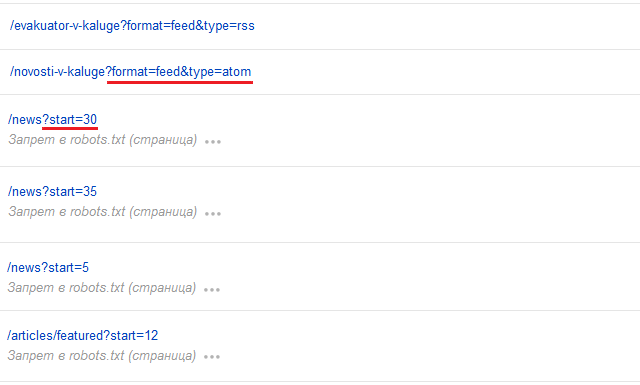 /evakuator-v-kaluge?format=feed&type=rss
/novosti-v-kaluge?format=feed&type=atom
/news?start=30
Запрет в robots.txt (страница) •••
/news?start=35
Запрет в robots.txt (страница) •••
/news?start=5
Запрет в robots.txt (страница) •••
/articles/featured?start=12
Запрет в robots.txt (страница) •••